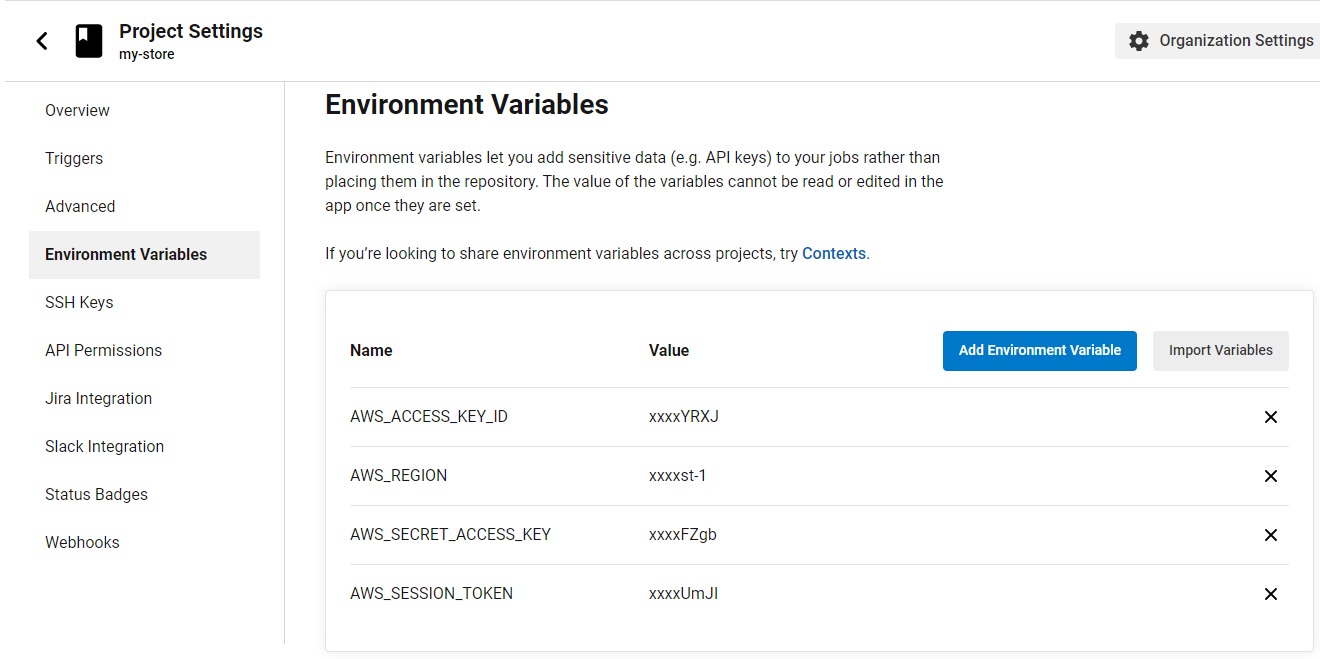 Project Settings
my-store
Organization Settings
Overview
Triggers
Advanced
Environment Variables
SSH Keys
API Permissions
Jira Integration
Slack Integration
Status Badges
Webhooks
Environment Variables
Environment variables let you add sensitive data (e.g. API keys) to your jobs rather than
placing them in the repository. The value of the variables cannot be read or edited in the
app once they are set.
If you’re looking to share environment variables across projects, try Contexts.
Name Value Add Environment Variable Import Variables
AWS_ACCESS_KEY_ID xxxxYRXJ
AWS_REGION xxxxst-1
AWS_SECRET_ACCESS_KEY xxxxFZgb
AWS_SESSION_TOKEN xxxxUmJI